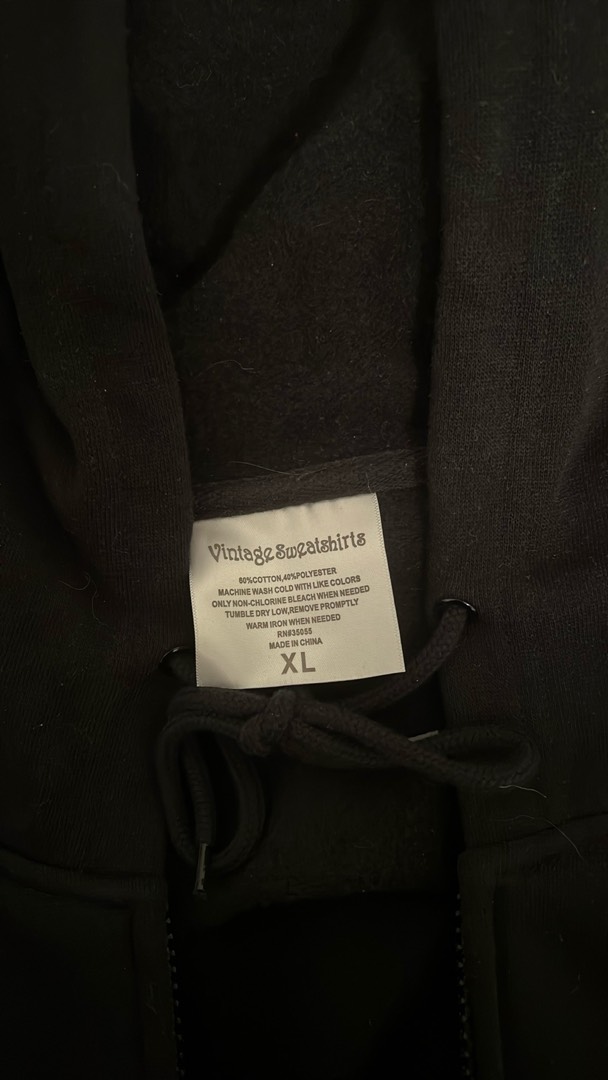 Vintage Sweatshirts
60%COTTON,40%POLYESTER
MACHINE WASH COLD WITH LIKE COLORS
ONLY NON-CHLORINE BLEACH WHEN NEEDED
TUMBLE DRY LOW,REMOVE PROMPTLY
WARM IRON WHEN NEEDED
RN#35055
MADE IN CHINA
XL